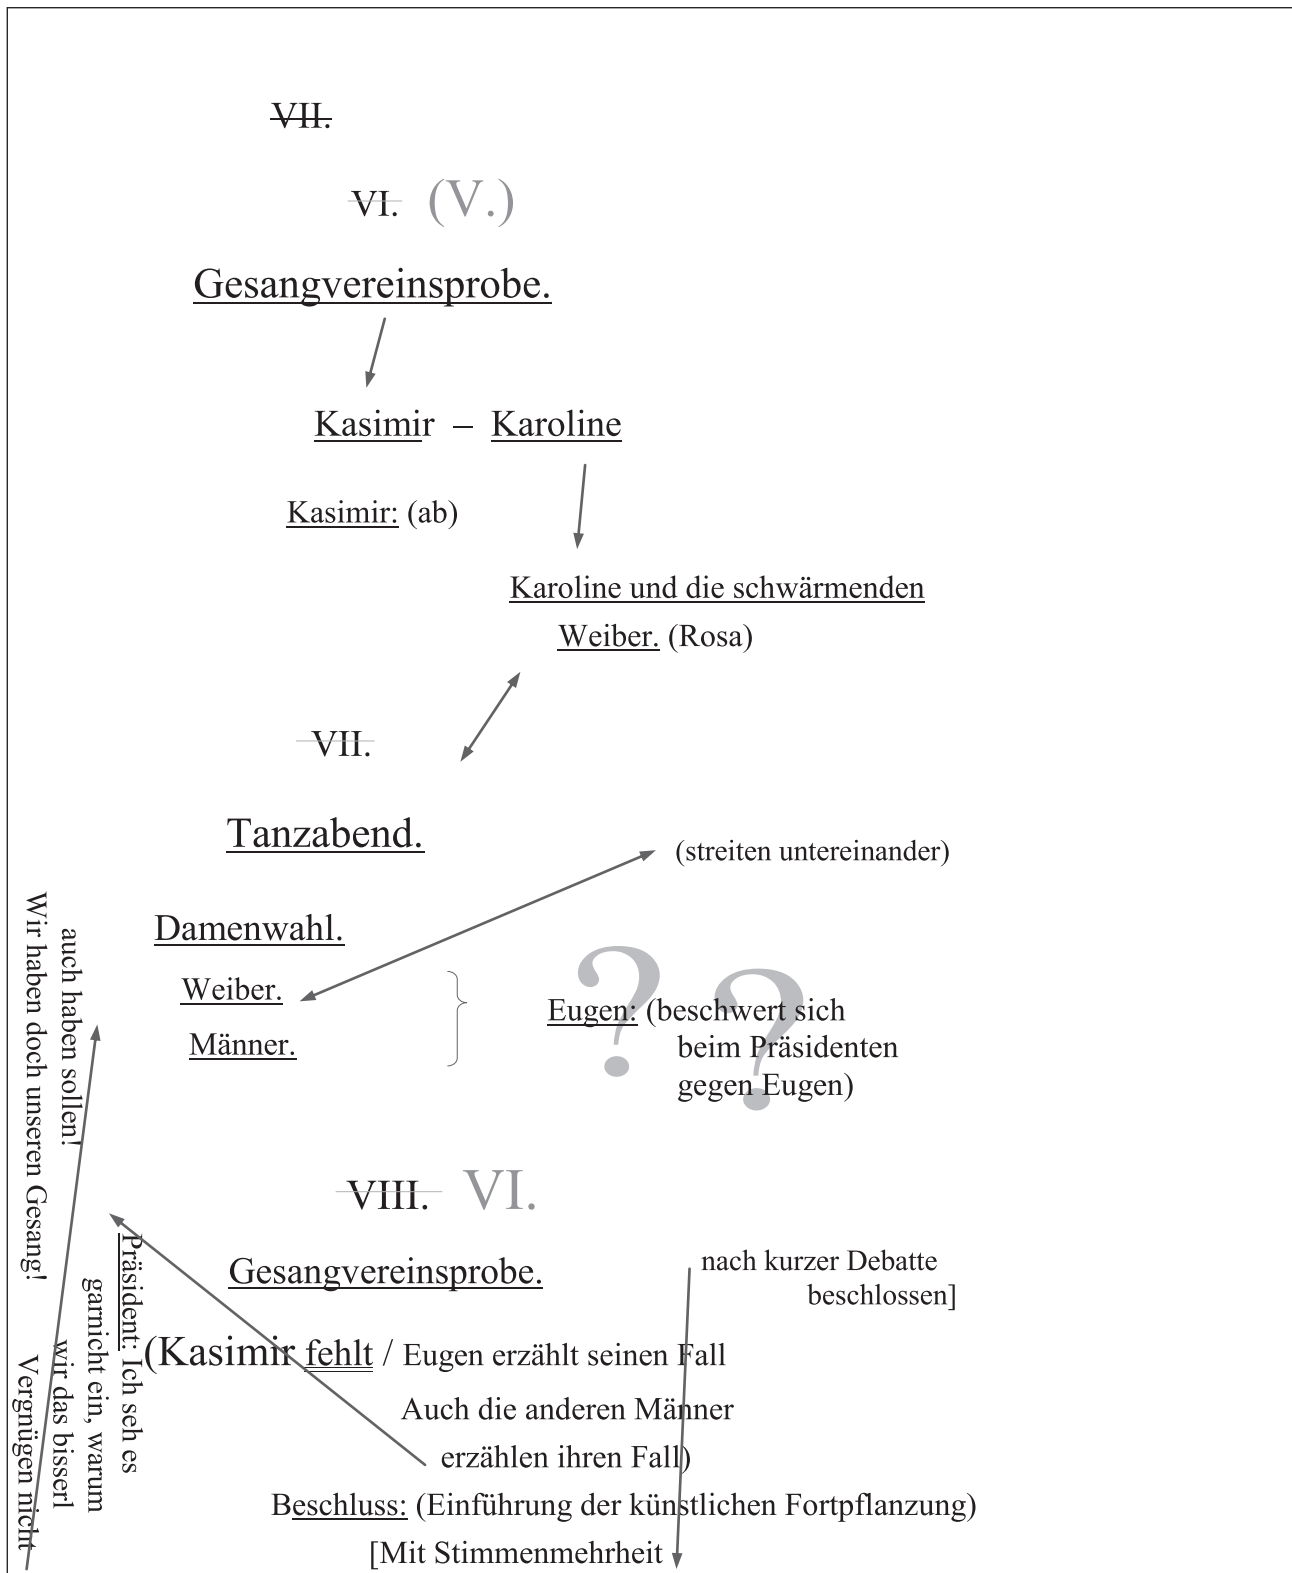 VII.
VI. (V.)
Gesangvereinsprobe.
Kasimir – Karoline
Kasimir: (ab)
Karoline und die schwärmenden
Weiber. (Rosa)
VII.
Tanzabend.
(streiten untereinander)
Damenwahl.
Weiber.
Männer.
Eugen: (beschwert sich
beim Präsidenten
gegen Eugen)
? ?
VIII. VI.
Gesangvereinsprobe.
nach kurzer Debatte
beschlossen]
(Kasimir fehlt / Eugen erzählt seinen Fall
Auch die anderen Männer
erzählen ihren Fall)
Beschluss: (Einführung der künstlichen Fortpflanzung)
[Mit Stimmenmehrheit
Präsident: Ich seh es
garnicht ein, warum
wir das bisserl
Vergnügen nicht
auch haben sollen!
Wir haben doch unseren Gesang!